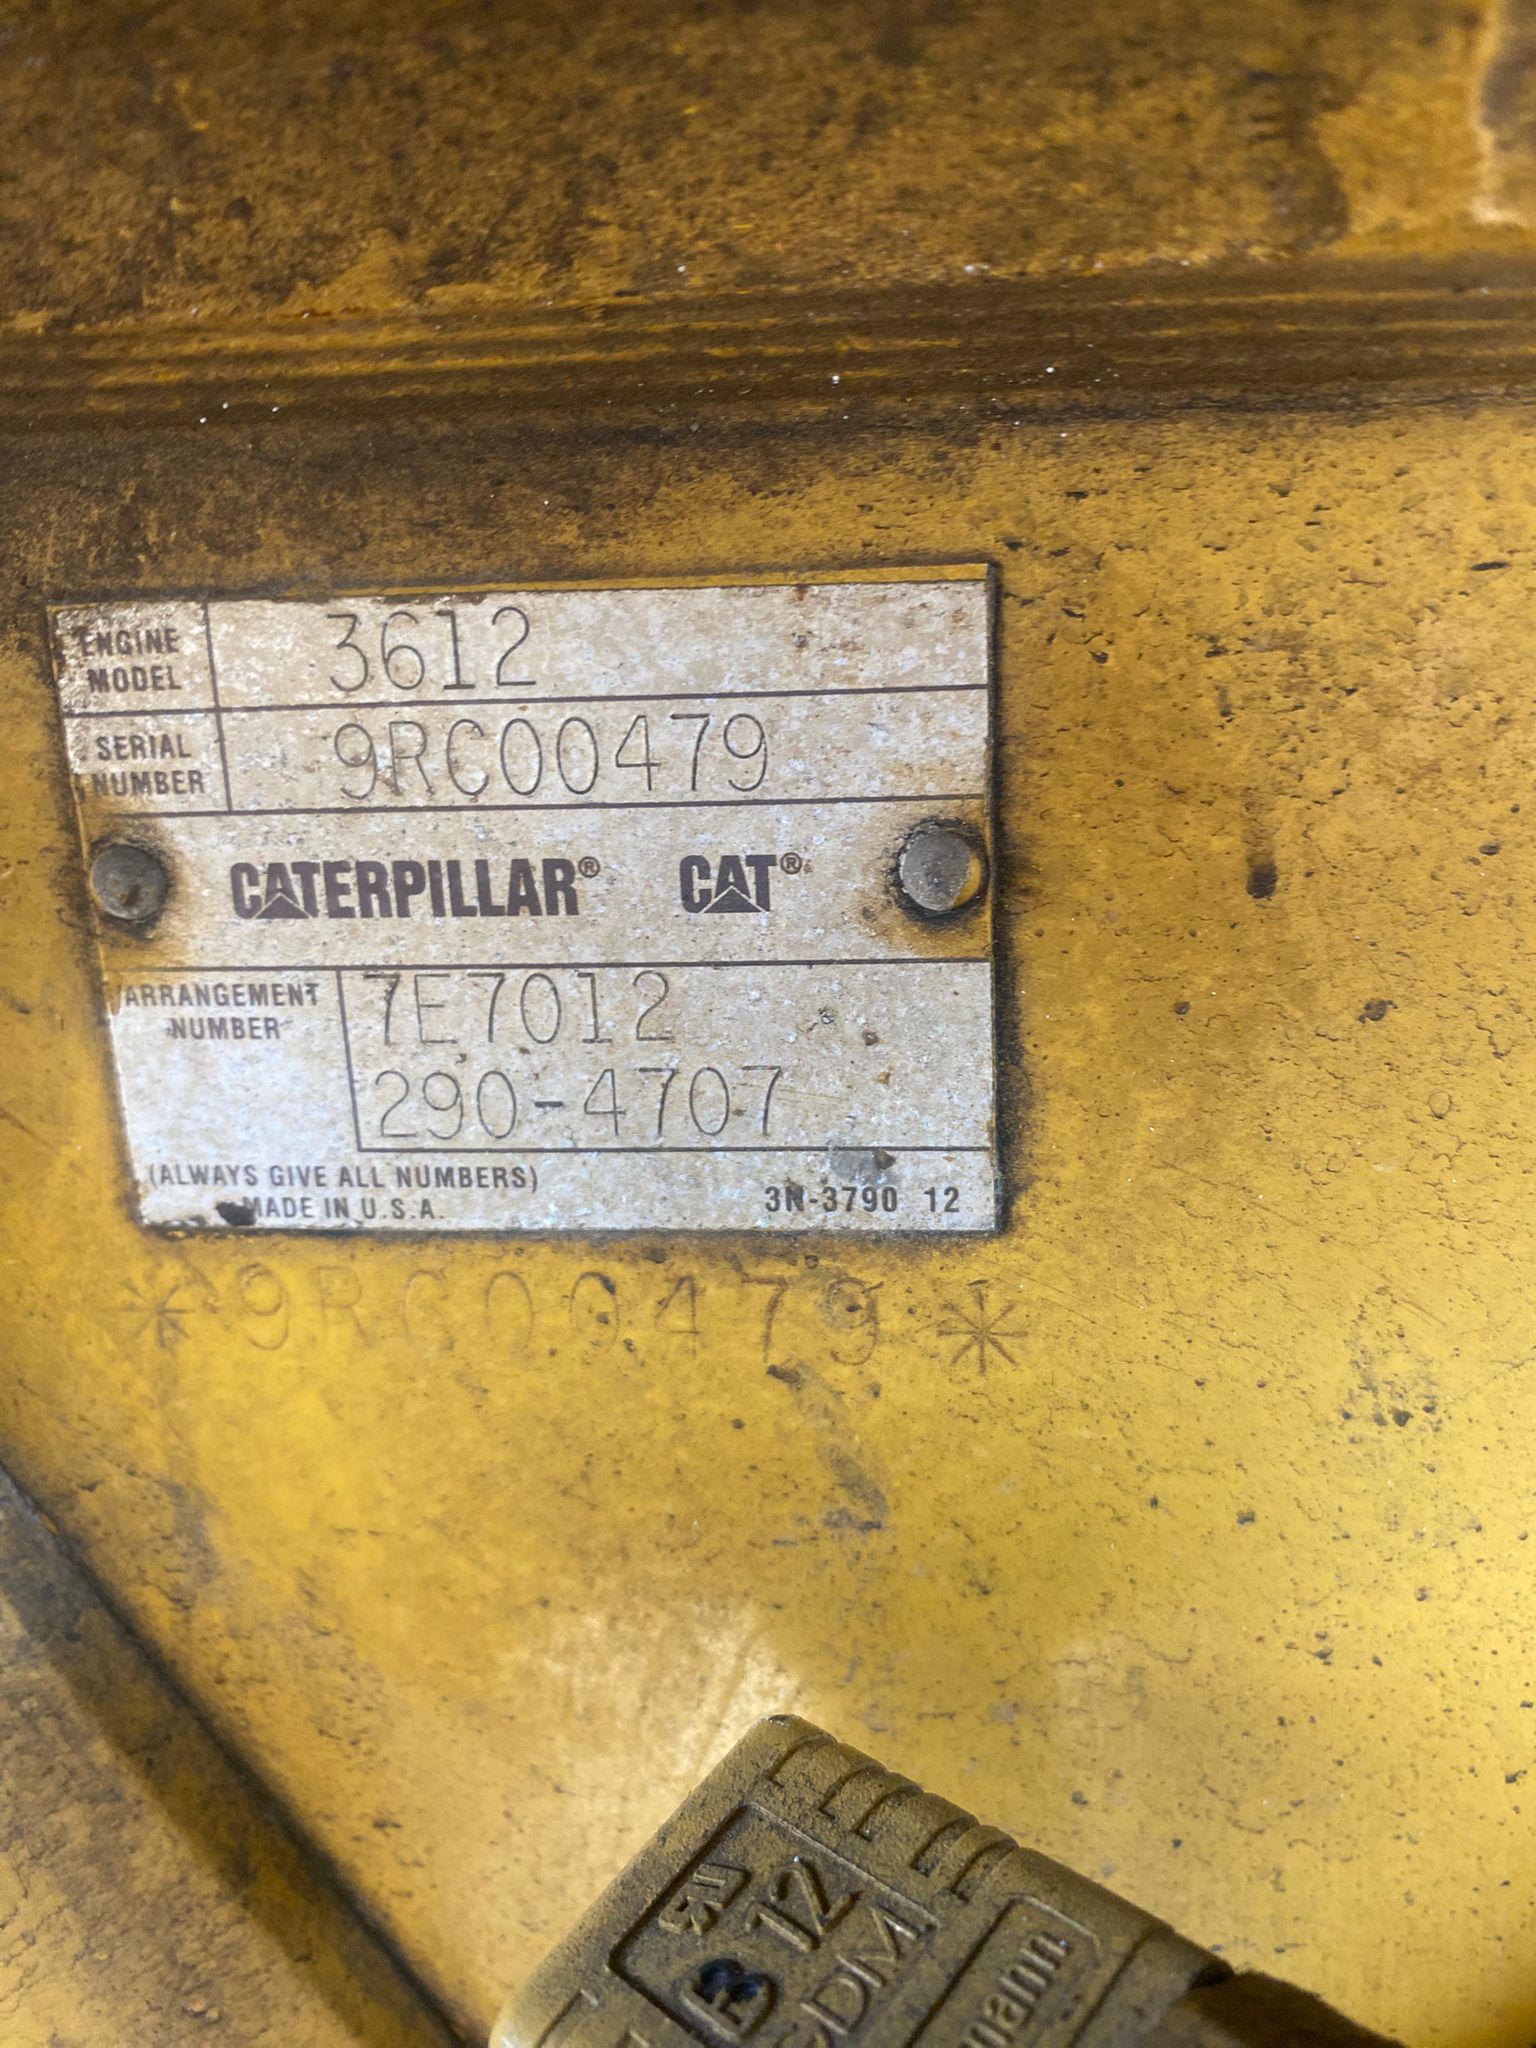 ENGINE MODEL 3612
SERIAL NUMBER 9RC00479
CATERPILLAR® CAT®
ARRANGEMENT NUMBER 7E7012
290-4707
(ALWAYS GIVE ALL NUMBERS)
MADE IN U.S.A. 3N-3790 12
*9RC00479*
12